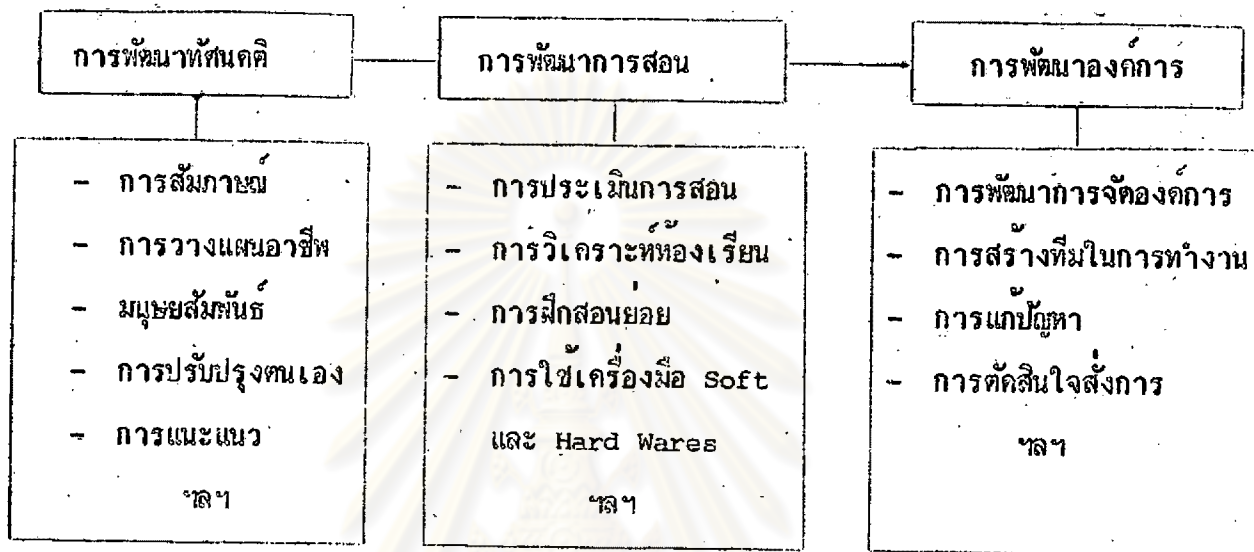 การพัฒนาทัศนคติ
การพัฒนาการสอน
การพัฒนาองค์การ
- การสัมภาษณ์
- การวางแผนอาชีพ
- มนุษยสัมพันธ์
- การปรับปรุงตนเอง
- การแนะแนว
ฯลฯ
- การประเมินการสอน
- การวิเคราะห์ห้องเรียน
- การฝึกสอนย่อย
- การใช้เครื่องมือ Soft
และ Hard Wares
ฯลฯ
- การพัฒนาการจัดองค์การ
- การสร้างทีมในการทำงาน
- การแก้ปัญหา
- การตัดสินใจสั่งการ
ฯลฯ